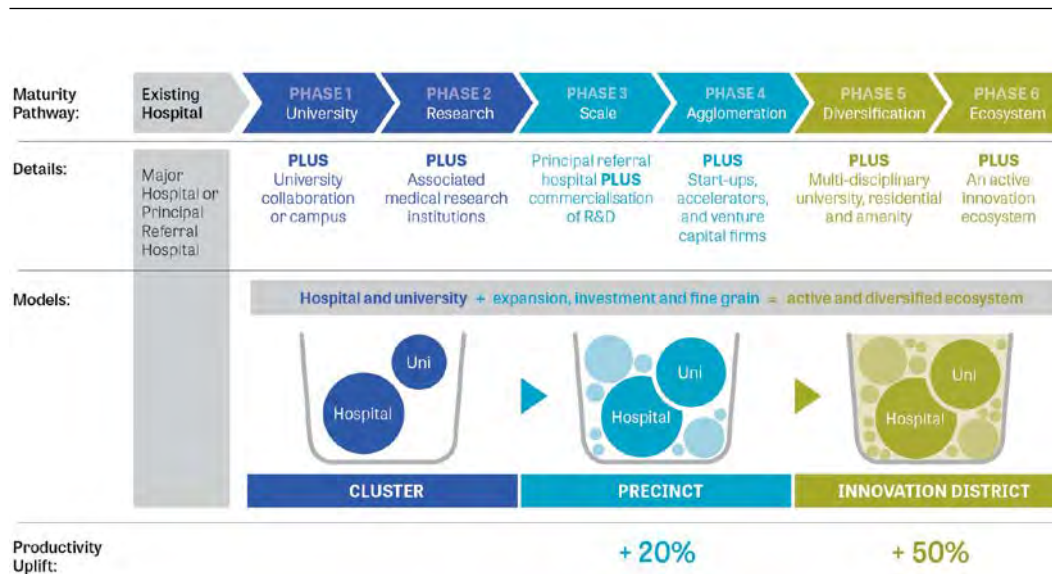 Maturity
Pathway:
Existing
Hospital
PHASE 1
University
PHASE 2
Research
PHASE 3
Scale
PHASE 4
Agglomeration
PHASE 5
Diversification
PHASE 6
Ecosystem
Details:
Major
Hospital or
Principal
Referral
Hospital
PLUS
University
collaboration
or campus
PLUS
Associated
medical research
institutions
Principal referral
hospital PLUS
commercialisation
of R&D
PLUS
Start-ups,
accelerators,
and venture
capital firms
PLUS
Multi-disciplinary
university, residential
and amenity
PLUS
An active
innovation
ecosystem
Models:
Hospital and university + expansion, investment and fine grain = active and diversified ecosystem
Uni
Hospital
Uni
Hospital
Uni
Hospital
CLUSTER
PRECINCT
INNOVATION DISTRICT
Productivity
Uplift:
+ 20%
+ 50%